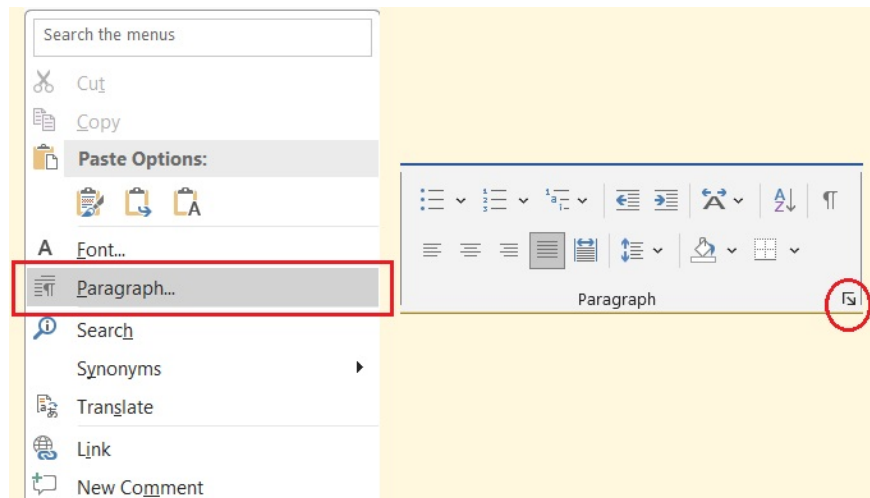 Search the menus
Cut
Copy
Paste Options:
Font...
Paragraph...
Search
Synonyms
Translate
Link
New Comment
Paragraph